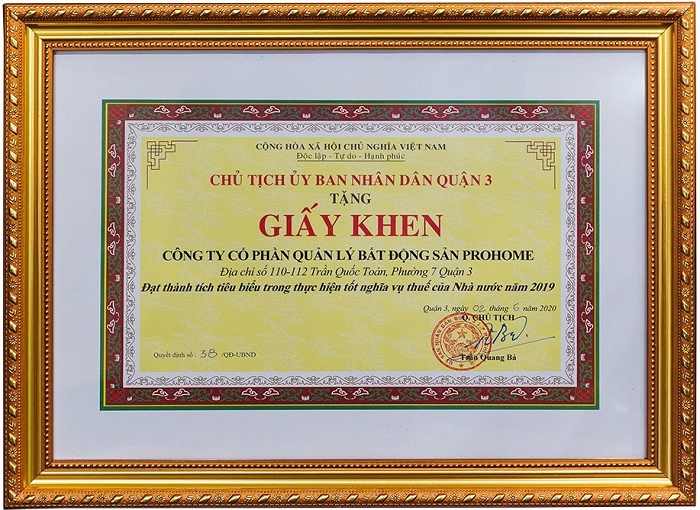 CỘNG HÒA XÃ HỘI CHỦ NGHĨA VIỆT NAM
Độc lập - Tự do - Hạnh phúc
CHỦ TỊCH ỦY BAN NHÂN DÂN QUẬN 3
TẶNG
GIẤY KHEN
CÔNG TY CỔ PHẦN QUẢN LÝ BẤT ĐỘNG SẢN PROHOME
Địa chỉ số 110-112 Trần Quốc Toản, Phường 7 Quận 3
Đạt thành tích tiêu biểu trong thực hiện tốt nghĩa vụ thuế của Nhà nước năm 2019
Quận 3, ngày 02 tháng 6 năm 2020
Q. CHỦ TỊCH
Quyết định số : 38 /QĐ-UBND
Trần Quang Bá